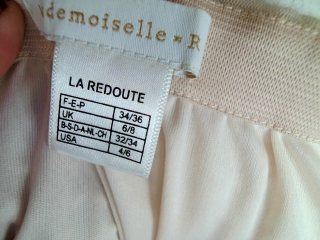 demoiselle × R
LA REDOUTE
F-E-P 34/36
UK 6/8
B-S-D-A-NL-CH 32/34
USA 4/6